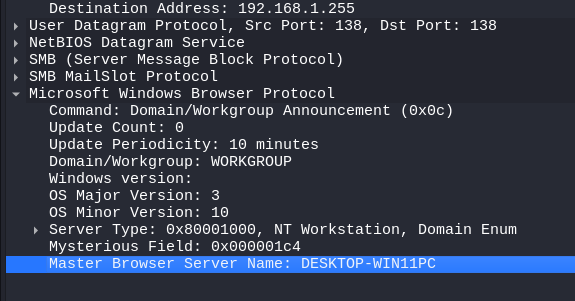 Destination Address: 192.168.1.255
User Datagram Protocol, Src Port: 138, Dst Port: 138
NetBIOS Datagram Service
SMB (Server Message Block Protocol)
SMB MailSlot Protocol
Microsoft Windows Browser Protocol
Command: Domain/Workgroup Announcement (0x0c)
Update Count: 0
Update Periodicity: 10 minutes
Domain/Workgroup: WORKGROUP
Windows version:
OS Major Version: 3
OS Minor Version: 10
Server Type: 0x80001000, NT Workstation, Domain Enum
Mysterious Field: 0x000001c4
Master Browser Server Name: DESKTOP-WIN11PC